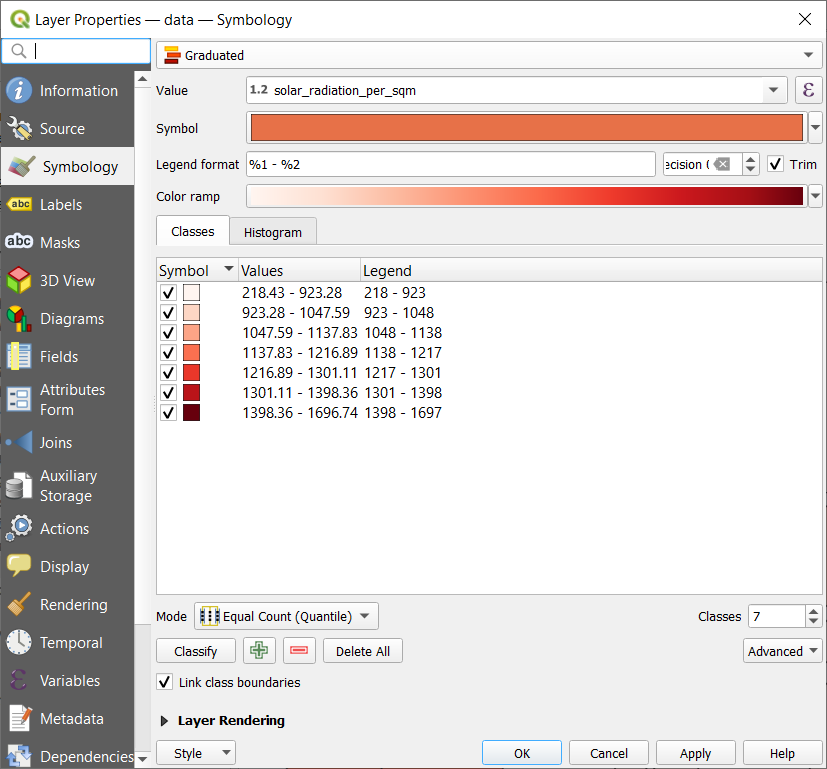 Layer Properties — data — Symbology
Graduated
Information
Source
Symbology
Labels
Masks
3D View
Diagrams
Fields
Attributes
Form
Joins
Auxiliary
Storage
Actions
Display
Rendering
Temporal
Variables
Metadata
Dependencies
Value 1.2 solar_radiation_per_sqm ε
Symbol
Legend format %1 - %2 ecision 0 Trim
Color ramp
Classes Histogram
Symbol Values Legend
218.43 - 923.28 218 - 923
923.28 - 1047.59 923 - 1048
1047.59 - 1137.83 1048 - 1138
1137.83 - 1216.89 1138 - 1217
1216.89 - 1301.11 1217 - 1301
1301.11 - 1398.36 1301 - 1398
1398.36 - 1696.74 1398 - 1697
Mode Equal Count (Quantile) Classes 7
Classify Delete All Advanced
Link class boundaries
Layer Rendering
Style OK Cancel Apply Help